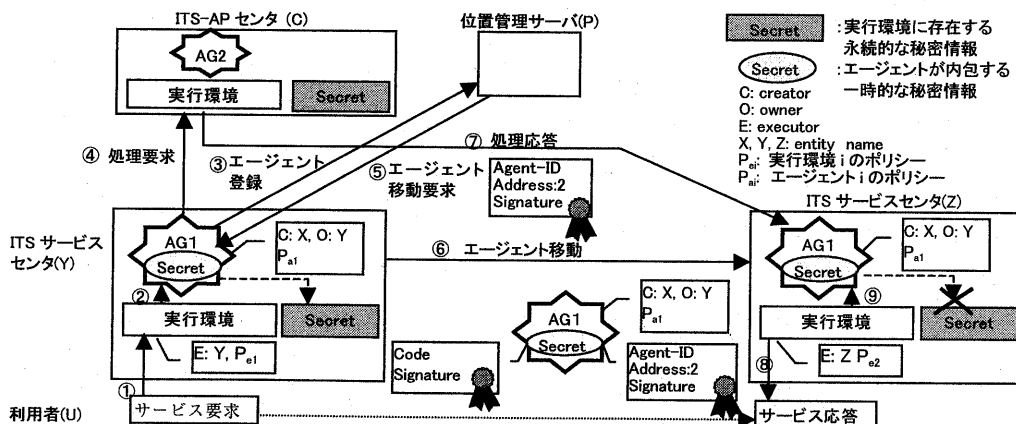 ITS-AP センタ (C)
AG2
実行環境
Secret
位置管理サーバ(P)
Secret
:実行環境に存在する
永続的な秘密情報
Secret
:エージェントが内包する
一時的な秘密情報
C: creator
O: owner
E: executor
X, Y, Z: entity name
Pei: 実行環境 i のポリシー
Pai: エージェント i のポリシー
④ 処理要求
③エージェント
登録
⑦ 処理応答
⑤エージェント
移動要求
Agent-ID
Address:2
Signature
ITS サービス
センタ(Y)
AG1
Secret
C: X, O: Y
Pa1
②
実行環境
Secret
E: Y, Pe1
①
⑥ エージェント移動
AG1
Secret
C: X, O: Y
Pa1
Code
Signature
Agent-ID
Address:2
Signature
ITS サービスセンタ(Z)
AG1
Secret
C: X, O: Y
Pa1
⑨
実行環境
Secret
E: Z Pe2
⑧
利用者(U)
サービス要求
サービス応答